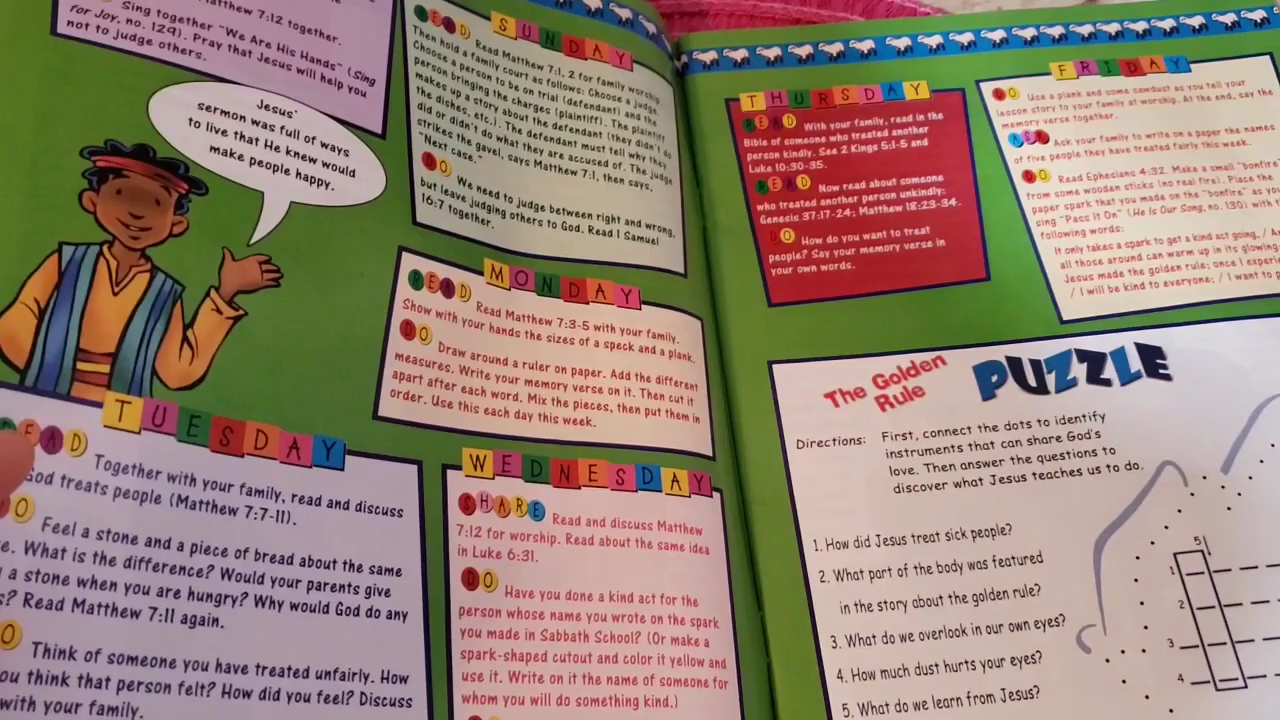 Matthew 7:12 together.
Sing together "We Are His Hands" (Sing
for Joy, no. 129). Pray that Jesus will help you
not to judge others.
Jesus'
sermon was full of ways
to live that He knew would
make people happy.
SUNDAY
READ Read Matthew 7:1, 2 for family worship.
Then hold a family court as follows: Choose a judge.
Choose a person to be on trial (defendant) and the
person bringing the charges (plaintiff). The plaintiff
makes up a story about the defendant (they didn't do
the dishes, etc.). The defendant must tell why they
did or didn't do what they are accused of. The judge
strikes the gavel, says Matthew 7:1, then says,
"Next case."
DO We need to judge between right and wrong,
but leave judging others to God. Read 1 Samuel
16:7 together.
MONDAY
READ Read Matthew 7:3-5 with your family.
Show with your hands the sizes of a speck and a plank.
DO Draw around a ruler on paper. Add the different
measures. Write your memory verse on it. Then cut it
apart after each word. Mix the pieces, then put them in
order. Use this each day this week.
TUESDAY
READ Together with your family, read and discuss
God treats people (Matthew 7:7-11).
DO Feel a stone and a piece of bread about the same
What is the difference? Would your parents give
a stone when you are hungry? Why would God do any
Read Matthew 7:11 again.
DO Think of someone you have treated unfairly. How
you think that person felt? How did you feel? Discuss
with your family.
WEDNESDAY
SHARE Read and discuss Matthew
7:12 for worship. Read about the same idea
in Luke 6:31.
DO Have you done a kind act for the
person whose name you wrote on the spark
you made in Sabbath School? (Or make a
spark-shaped cutout and color it yellow and
use it. Write on it the name of someone for
whom you will do something kind.)
THURSDAY
READ With your family, read in the
Bible of someone who treated another
person kindly. See 2 Kings 5:1-5 and
Luke 10:30-35.
READ Now read about someone
who treated another person unkindly:
Genesis 37:17-24; Matthew 18:23-34.
DO How do you want to treat
people? Say your memory verse in
your own words.
FRIDAY
DO Use a plank and some sawdust as you tell your
lesson story to your family at worship. At the end, say the
memory verse together.
ASK Ask your family to write on a paper the names
of five people they have treated fairly this week.
DO Read Ephesians 4:32. Make a small "bonfire
from some wooden sticks (no real fire). Place the
paper spark that you made on the "bonfire" as you
sing "Pass It On" (He Is Our Song, no. 130) with
following words:
It only takes a spark to get a kind act going, /
all those around can warm up in its glowing.
Jesus made the golden rule; once I
/ I will be kind to everyone; / I want to
The Golden
Rule
PUZZLE
Directions: First, connect the dots to identify
instruments that can share God's
love. Then answer the questions to
discover what Jesus teaches us to do.
1. How did Jesus treat sick people?
2. What part of the body was featured
in the story about the golden rule?
3. What do we overlook in our own eyes?
4. How much dust hurts your eyes?
5. What do we learn from Jesus?
5
1
2
3
4